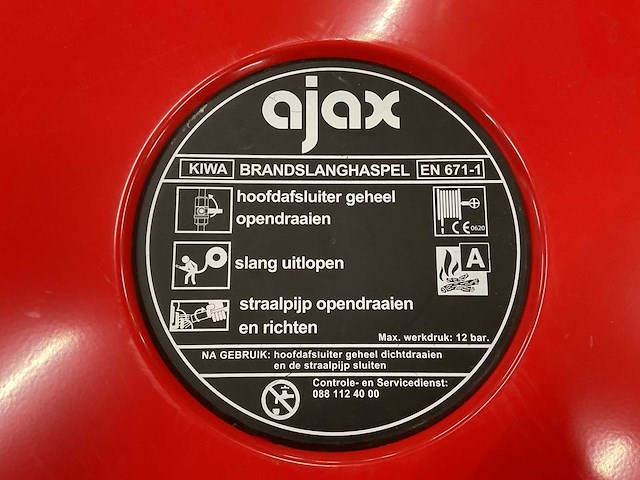 ajax
KIWA BRANDSLANGHASPEL EN 671-1
hoofdafsluiter geheel
opendraaien
CE 0620
slang uitlopen
A
straalpijp opendraaien
en richten
Max. werkdruk: 12 bar.
NA GEBRUIK: hoofdafsluiter geheel dichtdraaien
en de straalpijp sluiten
Controle- en Servicedienst:
088 112 40 00